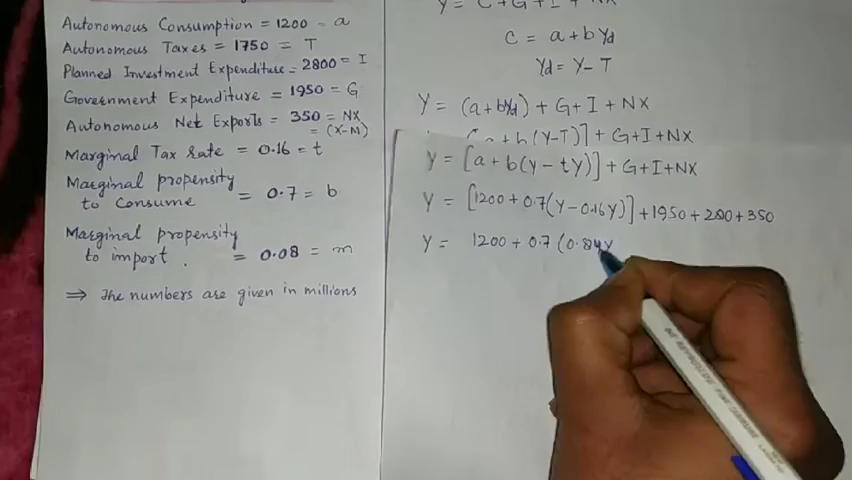 Autonomous Consumption = 1200 = a
Autonomous Taxes = 1750 = T
Planned Investment Expenditure = 2800 = I
Government Expenditure = 1950 = G
Autonomous Net Exports = 350 = NX
= (X-M)
Marginal Tax rate = 0.16 = t
Marginal propensity
to Consume = 0.7 = b
Marginal propensity
to import. = 0.08 = m
⇒ The numbers are given in millions
Y = C+G+I+NX
C = a+bYd
Yd = Y-T
Y = (a+bYd)+G+I+NX
[a+b(Y-T)]+G+I+NX
Y = [a+b(Y-tY)]+G+I+NX
Y = [1200+0.7(Y-0.16Y)]+1950+280+350
Y = 1200+0.7(0.84Y